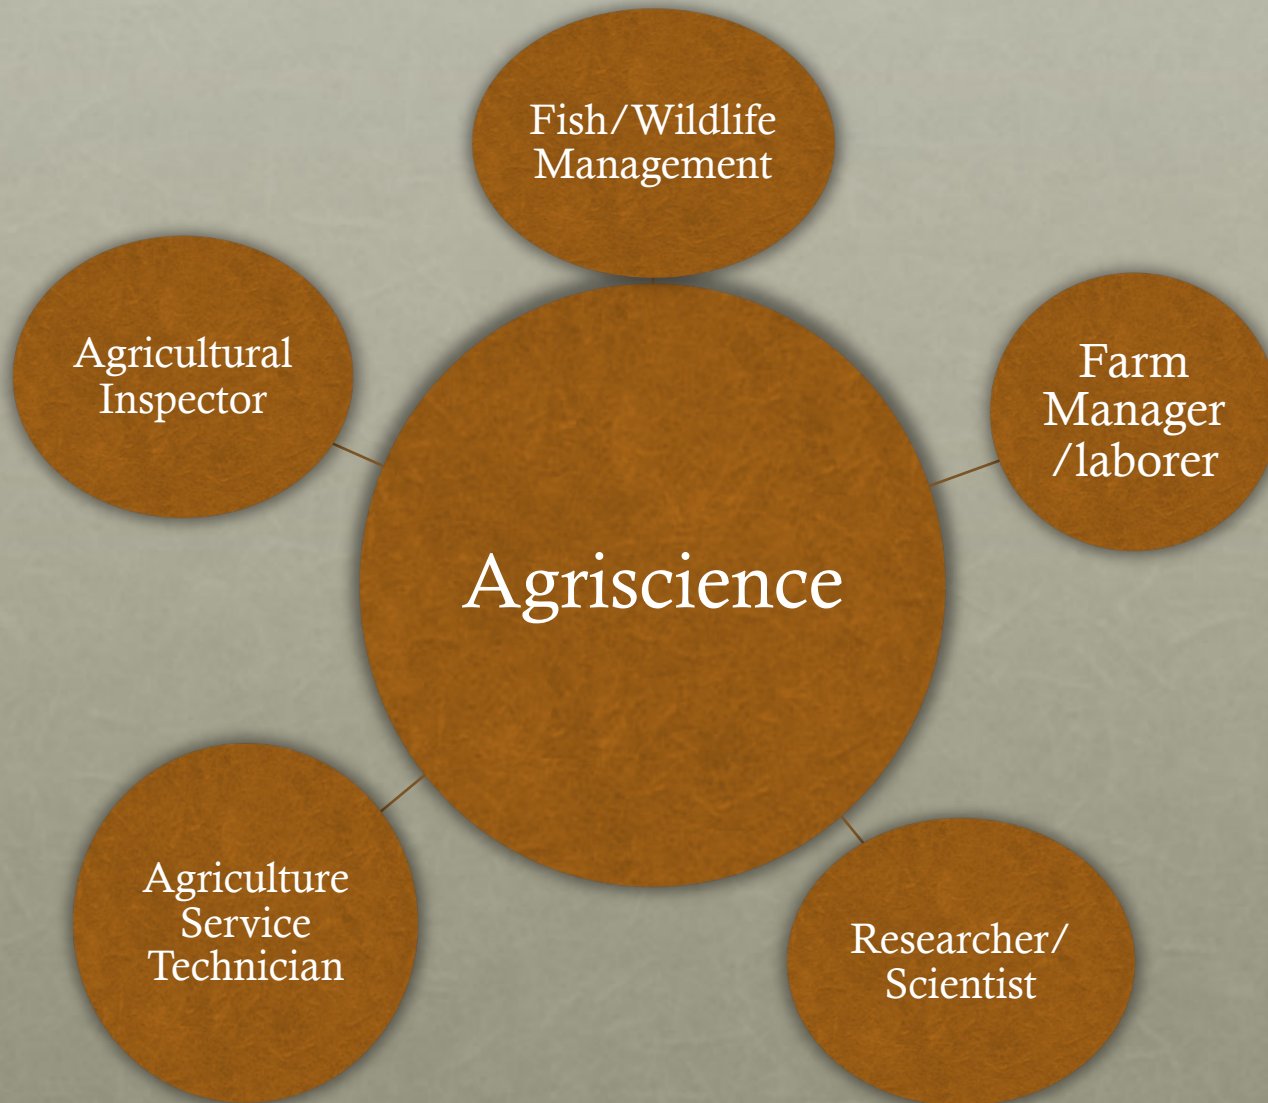 Fish/Wildlife
Management
Agricultural
Inspector
Farm
Manager
/laborer
Agriscience
Agriculture
Service
Technician
Researcher/
Scientist